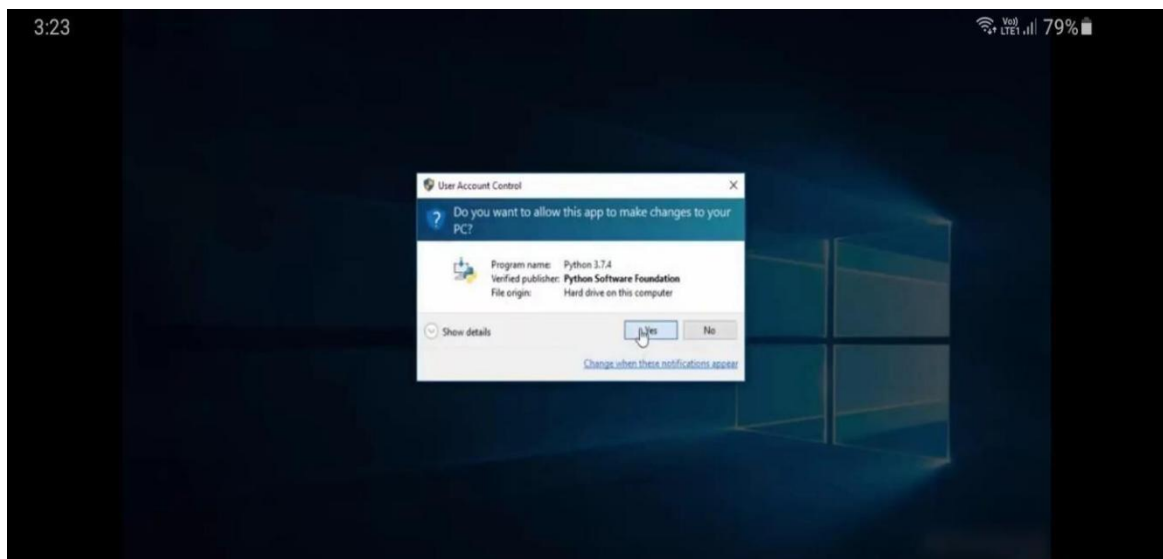 3:23
Vo)) LTE1 79%
User Account Control
Do you want to allow this app to make changes to your
PC?
Program name: Python 3.7.4
Verified publisher: Python Software Foundation
File origin: Hard drive on this computer
Show details
Yes
No
Change when these notifications appear